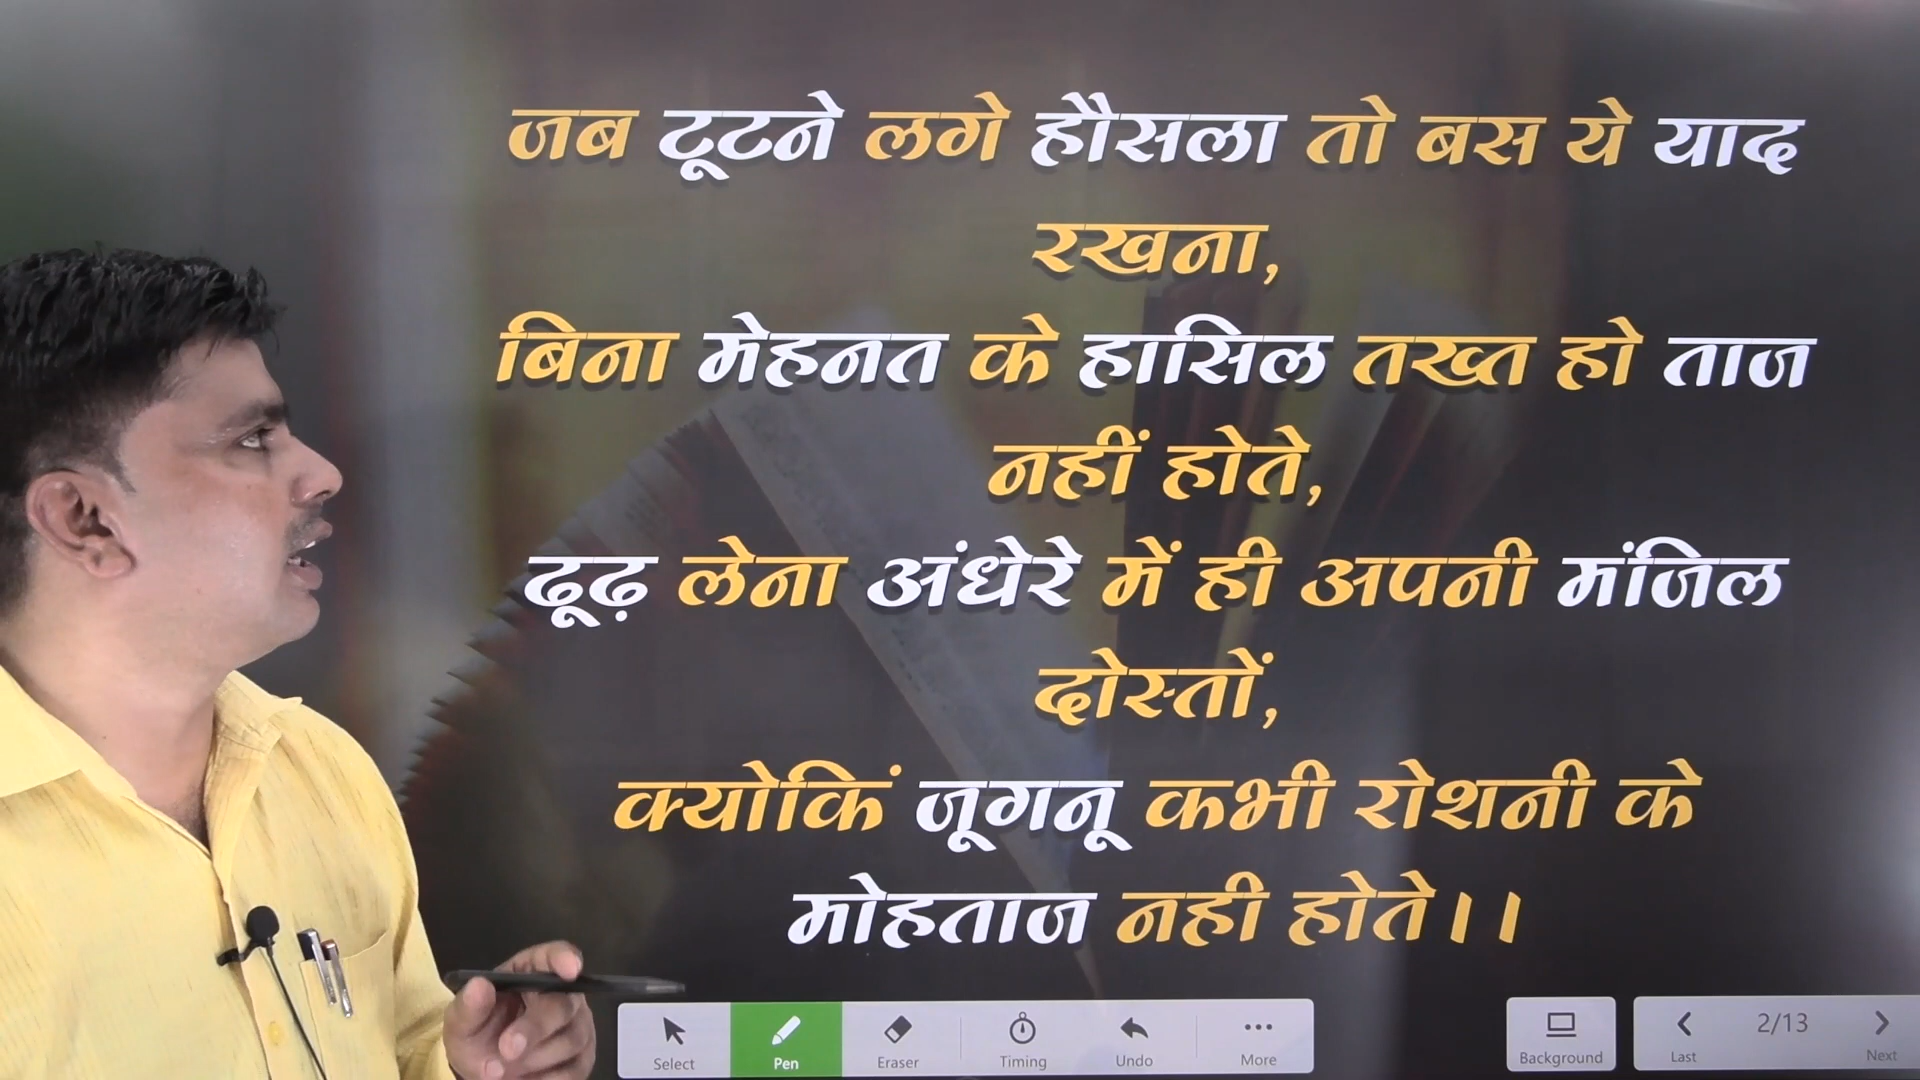 जब टूटने लगे हौसला तो बस ये याद
रखना,
बिना मेहनत के हासिल तख्त हो ताज
नहीं होते,
ढूढ़ लेना अंधेरे में ही अपनी मंजिल
दोस्तों,
क्योकिं जूगनू कभी रोशनी के
मोहताज नही होते।।
Select Pen Eraser Timing Undo More Background Last 2/13 Next